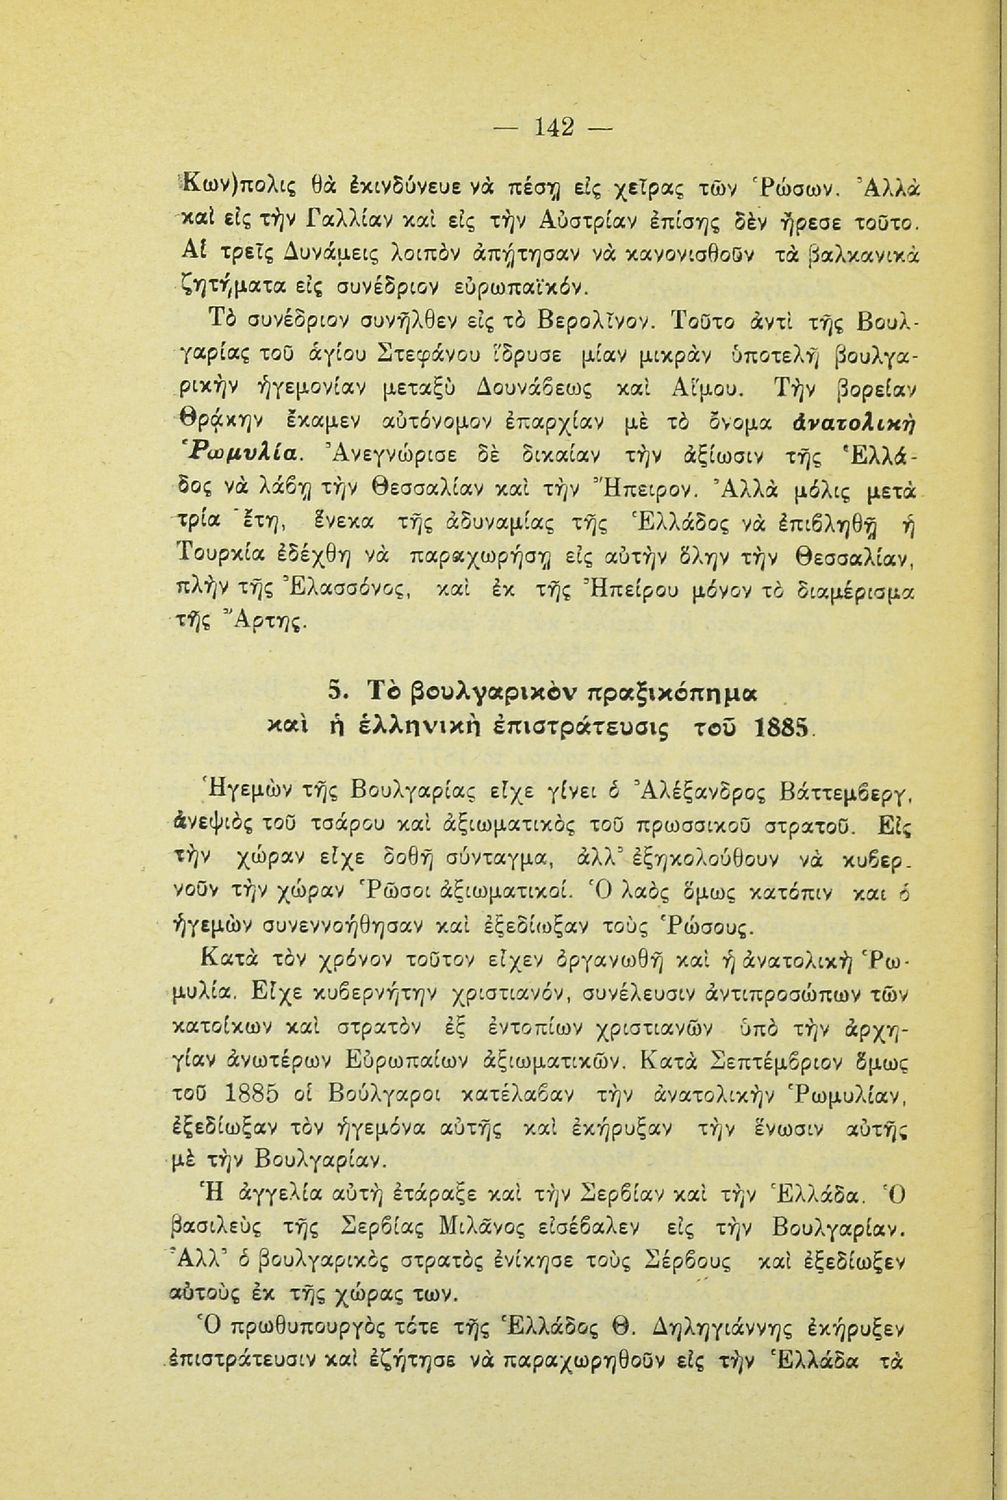 — 142 —
Κων)πολις θὰ ἐκινδύνευε νὰ πέσῃ εἰς χεῖρας τῶν Ῥώσων. Ἀλλὰ
καὶ εἰς τὴν Γαλλίαν καὶ εἰς τὴν Αὐστρίαν ἐπίσης δὲν ἤρεσε τοῦτο.
Αἱ τρεῖς Δυνάμεις λοιπὸν ἀπῄτησαν νὰ κανονισθοῦν τὰ βαλκανικὰ
ζητήματα εἰς συνέδριον εὐρωπαϊκόν.
Τὸ συνέδριον συνῆλθεν εἰς τὸ Βερολῖνον. Τοῦτο ἀντὶ τῆς Βουλ-
γαρίας τοῦ ἁγίου Στεφάνου ἵδρυσε μίαν μικρὰν ὑποτελῆ βουλγα-
ρικὴν ἡγεμονίαν μεταξὺ Δουνάβεως καὶ Αἵμου. Τὴν βορείαν
Θρᾴκην ἔκαμεν αὐτόνομον ἐπαρχίαν μὲ τὸ ὄνομα ἀνατολικὴ
Ῥωμυλία. Ἀνεγνώρισε δὲ δικαίαν τὴν ἀξίωσιν τῆς Ἑλλά-
δος νὰ λάβῃ τὴν Θεσσαλίαν καὶ τὴν Ἤπειρον. Ἀλλὰ μόλις μετὰ
τρία ἔτη, ἕνεκα τῆς ἀδυναμίας τῆς Ἑλλάδος νὰ ἐπιβληθῇ ἡ
Τουρκία ἐδέχθη νὰ παραχωρήσῃ εἰς αὐτὴν ὅλην τὴν Θεσσαλίαν,
πλὴν τῆς Ἐλασσόνος, καὶ ἐκ τῆς Ἠπείρου μόνον τὸ διαμέρισμα
τῆς Ἄρτης.
5. Τὸ βουλγαρικὸν πραξικόπημα
καὶ ἡ ἑλληνικὴ ἐπιστράτευσις τοῦ 1885.
Ἡγεμὼν τῆς Βουλγαρίας εἶχε γίνει ὁ Ἀλέξανδρος Βάττεμβεργ,
ἀνεψιὸς τοῦ τσάρου καὶ ἀξιωματικὸς τοῦ πρωσσικοῦ στρατοῦ. Εἰς
τὴν χώραν εἶχε δοθῆ σύνταγμα, ἀλλ' ἐξηκολούθουν νὰ κυβερ-
νοῦν τὴν χώραν Ῥῶσοι ἀξιωματικοί. Ὁ λαὸς ὅμως κατόπιν και ὁ
ἡγεμὼν συνεννοήθησαν καὶ ἐξεδίωξαν τοὺς Ῥώσους.
Κατὰ τὸν χρόνον τοῦτον εἶχεν ὀργανωθῆ καὶ ἡ ἀνατολικὴ Ῥω-
μυλία. Εἶχε κυβερνήτην χριστιανόν, συνέλευσιν ἀντιπροσώπων τῶν
κατοίκων καὶ στρατὸν ἐξ ἐντοπίων χριστιανῶν ὑπὸ τὴν ἀρχη-
γίαν ἀνωτέρων Εὐρωπαίων ἀξιωματικῶν. Κατὰ Σεπτέμβριον ὅμως
τοῦ 1885 οἱ Βούλγαροι κατέλαβαν τὴν ἀνατολικὴν Ῥωμυλίαν,
ἐξεδίωξαν τὸν ἡγεμόνα αὐτῆς καὶ ἐκήρυξαν τὴν ἕνωσιν αὐτῆς
μὲ τὴν Βουλγαρίαν.
Ἡ ἀγγελία αὐτὴ ἐτάραξε καὶ τὴν Σερβίαν καὶ τὴν Ἑλλάδα. Ὁ
βασιλεὺς τῆς Σερβίας Μιλᾶνος εἰσέβαλεν εἰς τὴν Βουλγαρίαν.
Ἀλλ' ὁ βουλγαρικὸς στρατὸς ἐνίκησε τοὺς Σέρβους καὶ ἐξεδίωξεν
αὐτοὺς ἐκ τῆς χώρας των.
Ὁ πρωθυπουργὸς τότε τῆς Ἑλλάδος Θ. Δηληγιάννης ἐκήρυξεν
ἐπιστράτευσιν καὶ ἐζήτησε νὰ παραχωρηθοῦν εἰς τὴν Ἑλλάδα τὰ